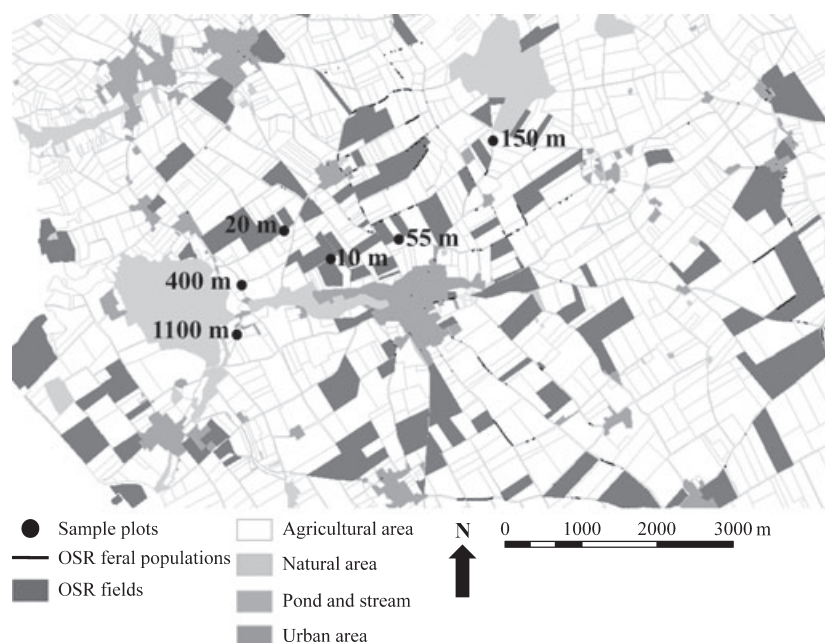 150 m
20 m
55 m
10 m
400 m
1100 m
Sample plots
OSR feral populations
OSR fields
Agricultural area
Natural area
Pond and stream
Urban area
N
0 1000 2000 3000 m